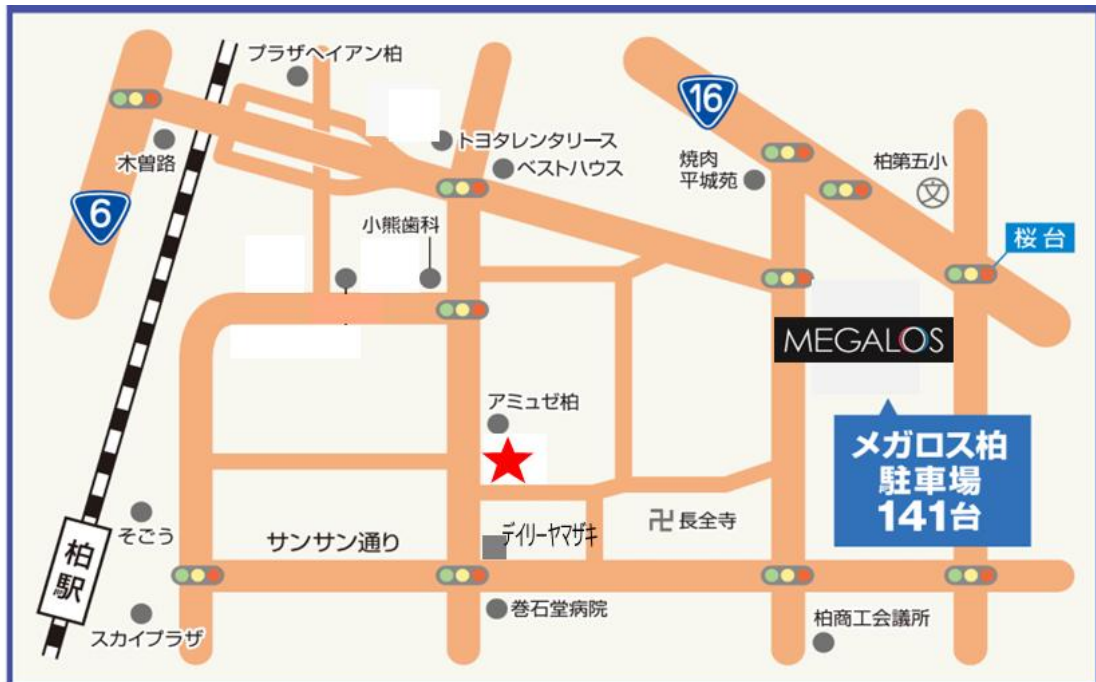 プラザヘイアン柏
16
トヨタレンタリース
ベストハウス
木曽路
焼肉
平城苑
柏第五小
文
6
小熊歯科
桜台
MEGALOS
アミュゼ柏
メガロス柏
駐車場
141台
そごう
サンサン通り
デイリーヤマザキ
卍長全寺
柏駅
スカイプラザ
巻石堂病院
柏商工会議所